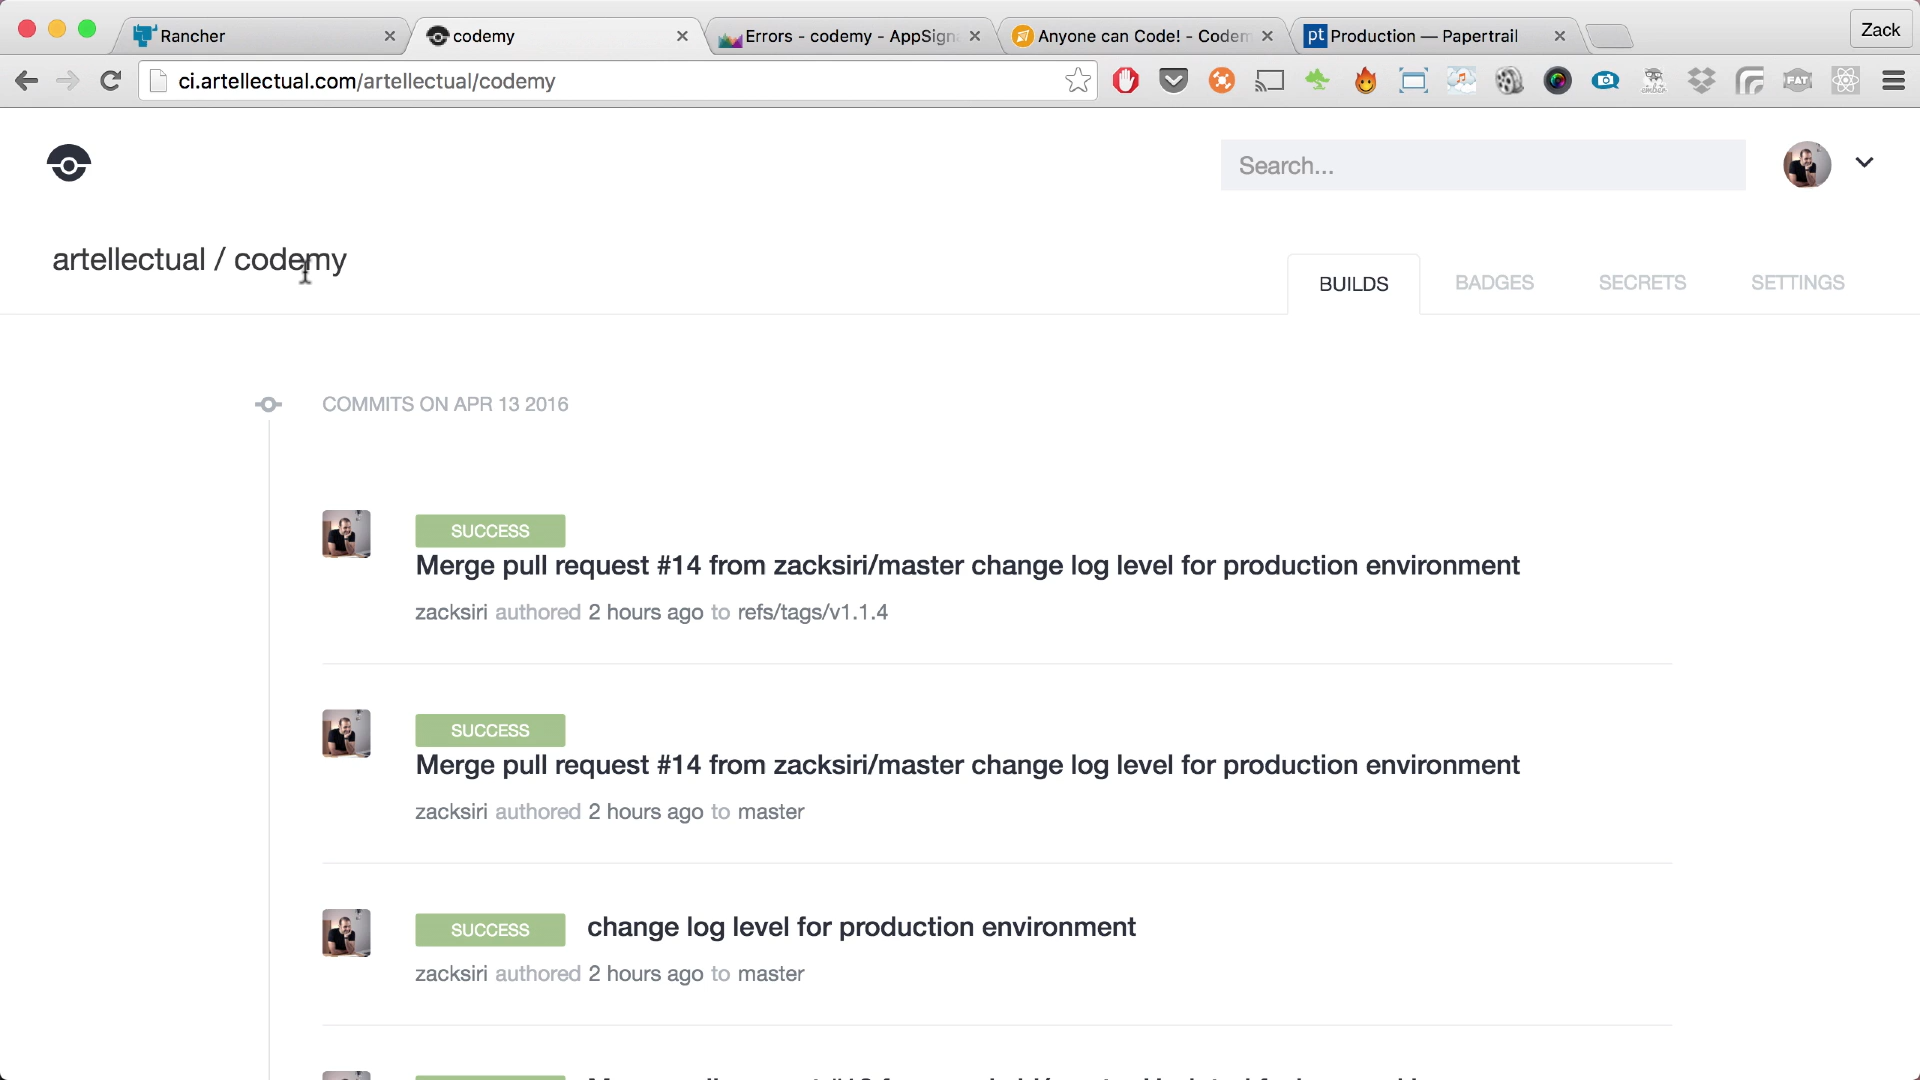 Rancher
codemy
Errors - codemy - AppSign
Anyone can Code! - Codem
pt Production — Papertrail
Zack
ci.artellectual.com/artellectual/codemy
FAT
Search...
artellectual / codemy
BUILDS
BADGES
SECRETS
SETTINGS
COMMITS ON APR 13 2016
SUCCESS
Merge pull request #14 from zacksiri/master change log level for production environment
zacksiri authored 2 hours ago to refs/tags/v1.1.4
SUCCESS
Merge pull request #14 from zacksiri/master change log level for production environment
zacksiri authored 2 hours ago to master
SUCCESS change log level for production environment
zacksiri authored 2 hours ago to master